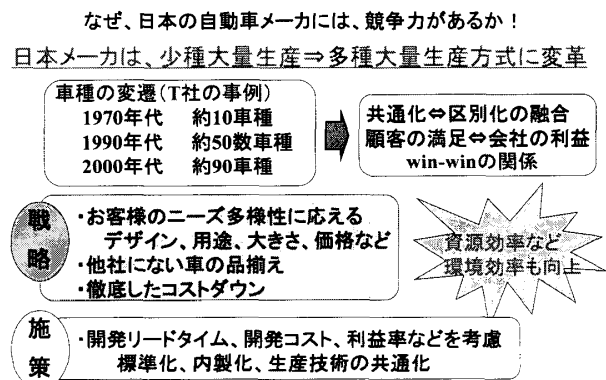 なぜ、日本の自動車メーカには、競争力があるか！
日本メーカは、少種大量生産⇒多種大量生産方式に変革
車種の変遷（T社の事例）
1970年代 約10車種
1990年代 約50数車種
2000年代 約90車種
共通化⇔区別化の融合
顧客の満足⇔会社の利益
win-winの関係
戦略
・お客様のニーズ多様性に応える
デザイン、用途、大きさ、価格など
・他社にない車の品揃え
・徹底したコストダウン
資源効率など
環境効率も向上
施策
・開発リードタイム、開発コスト、利益率などを考慮
標準化、内製化、生産技術の共通化